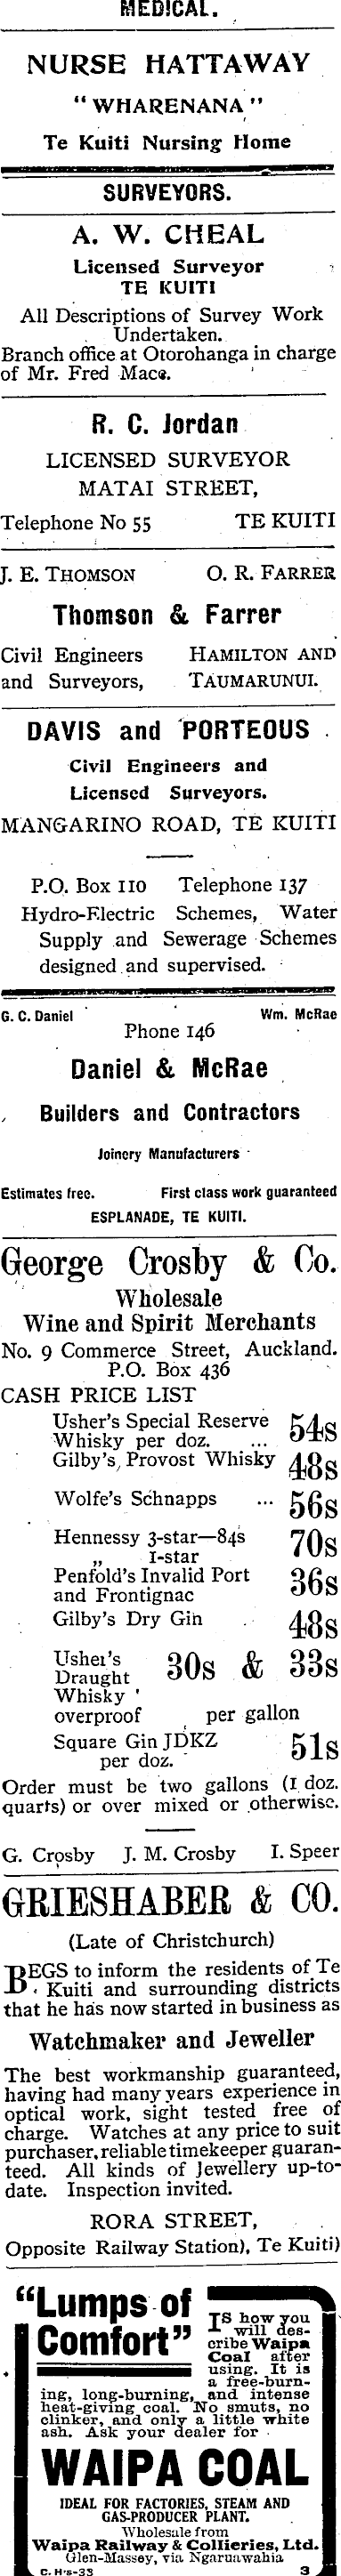 MEDICAL.
NURSE HATTAWAY
"WHARENANA"
Te Kuiti Nursing Home
SURVEYORS.
A. W. CHEAL
Licensed Surveyor
TE KUITI
All Descriptions of Survey Work
Undertaken.
Branch office at Otorohanga in charge
of Mr. Fred Mace.
R. C. Jordan
LICENSED SURVEYOR
MATAI STREET,
Telephone No 55 TE KUITI
J. E. THOMSON O. R. FARRER
Thomson & Farrer
Civil Engineers HAMILTON AND
and Surveyors, TAUMARUNUI.
DAVIS and PORTEOUS
Civil Engineers and
Licensed Surveyors.
MANGARINO ROAD, TE KUITI
P.O. Box 110 Telephone 137
Hydro-Electric Schemes, Water
Supply and Sewerage Schemes
designed and supervised.
G. C. Daniel Wm. McRae
Phone 146
Daniel & McRae
Builders and Contractors
Joinery Manufacturers
Estimates free. First class work guaranteed
ESPLANADE, TE KUITI.
George Crosby & Co.
Wholesale
Wine and Spirit Merchants
No. 9 Commerce Street, Auckland.
P.O. Box 436
CASH PRICE LIST
Usher's Special Reserve
Whisky per doz. ... 54s
Gilby's, Provost Whisky 48s
Wolfe's Schnapps ... 56s
Hennessy 3-star—84s
„ 1-star 70s
Penfold's Invalid Port
and Frontignac 36s
Gilby's Dry Gin 48s
Usher's
Draught 30s & 33s
Whisky
overproof per gallon
Square Gin JDKZ
per doz. 51s
Order must be two gallons (1 doz.
quarts) or over mixed or otherwise.
G. Crosby J. M. Crosby I. Speer
GRIESHABER & CO.
(Late of Christchurch)
BEGS to inform the residents of Te
Kuiti and surrounding districts
that he has now started in business as
Watchmaker and Jeweller
The best workmanship guaranteed,
having had many years experience in
optical work, sight tested free of
charge. Watches at any price to suit
purchaser, reliable timekeeper guaran-
teed. All kinds of Jewellery up-to-
date. Inspection invited.
RORA STREET,
Opposite Railway Station), Te Kuiti)
"Lumps of
Comfort"
IS how you
will des-
cribe Waipa
Coal after
using. It is
a free-burn-
ing, long-burning, and intense
heat-giving coal. No smuts, no
clinker, and only a little white
ash. Ask your dealer for
WAIPA COAL
IDEAL FOR FACTORIES, STEAM AND
GAS-PRODUCER PLANT.
Wholesale from
Waipa Railway & Collieries, Ltd.
Glen-Massey, via Ngaruawahia
C. H's-33 3